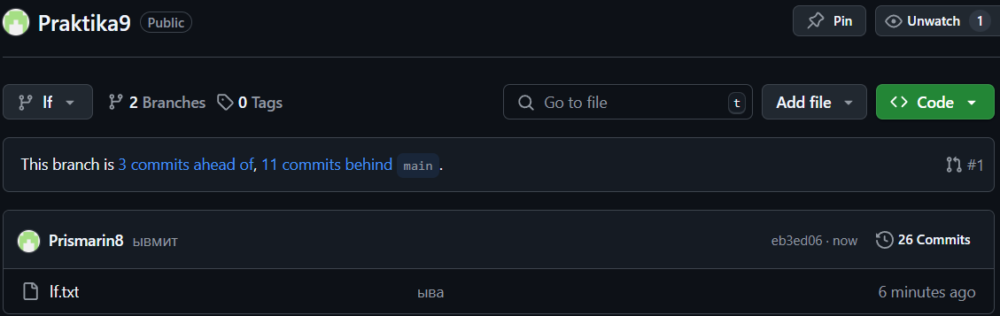 Praktika9 Public Pin Unwatch 1
lf 2 Branches 0 Tags Go to file t Add file Code
This branch is 3 commits ahead of, 11 commits behind main. #1
Prismarin8 ывмит eb3ed06 · now 26 Commits
lf.txt ыва 6 minutes ago